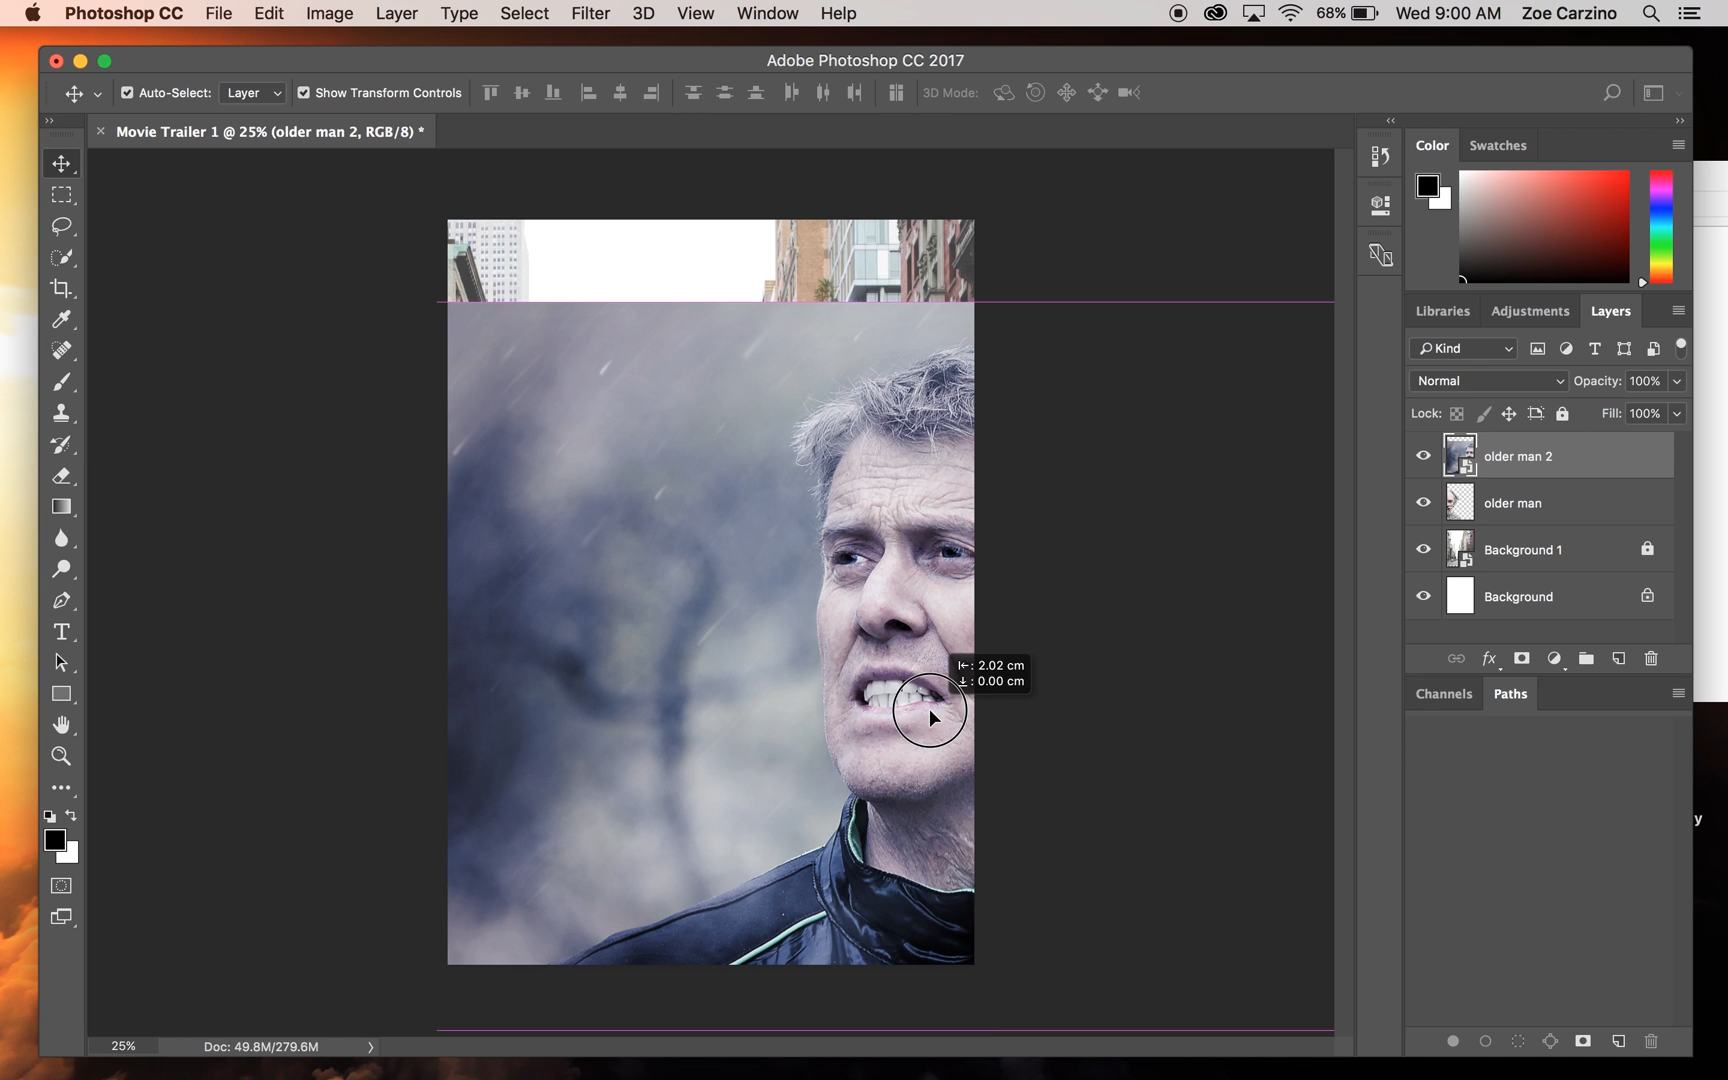 Photoshop CC File Edit Image Layer Type Select Filter 3D View Window Help 68% Wed 9:00 AM Zoe Carzino
Adobe Photoshop CC 2017
Auto-Select: Layer Show Transform Controls 3D Mode:
Movie Trailer 1 @ 25% (older man 2, RGB/8) *
Color Swatches
Libraries Adjustments Layers
Kind
Normal Opacity: 100%
Lock: Fill: 100%
older man 2
older man
Background 1
Background
fx
Channels Paths
2.02 cm
0.00 cm
y
25% Doc: 49.8M/279.6M